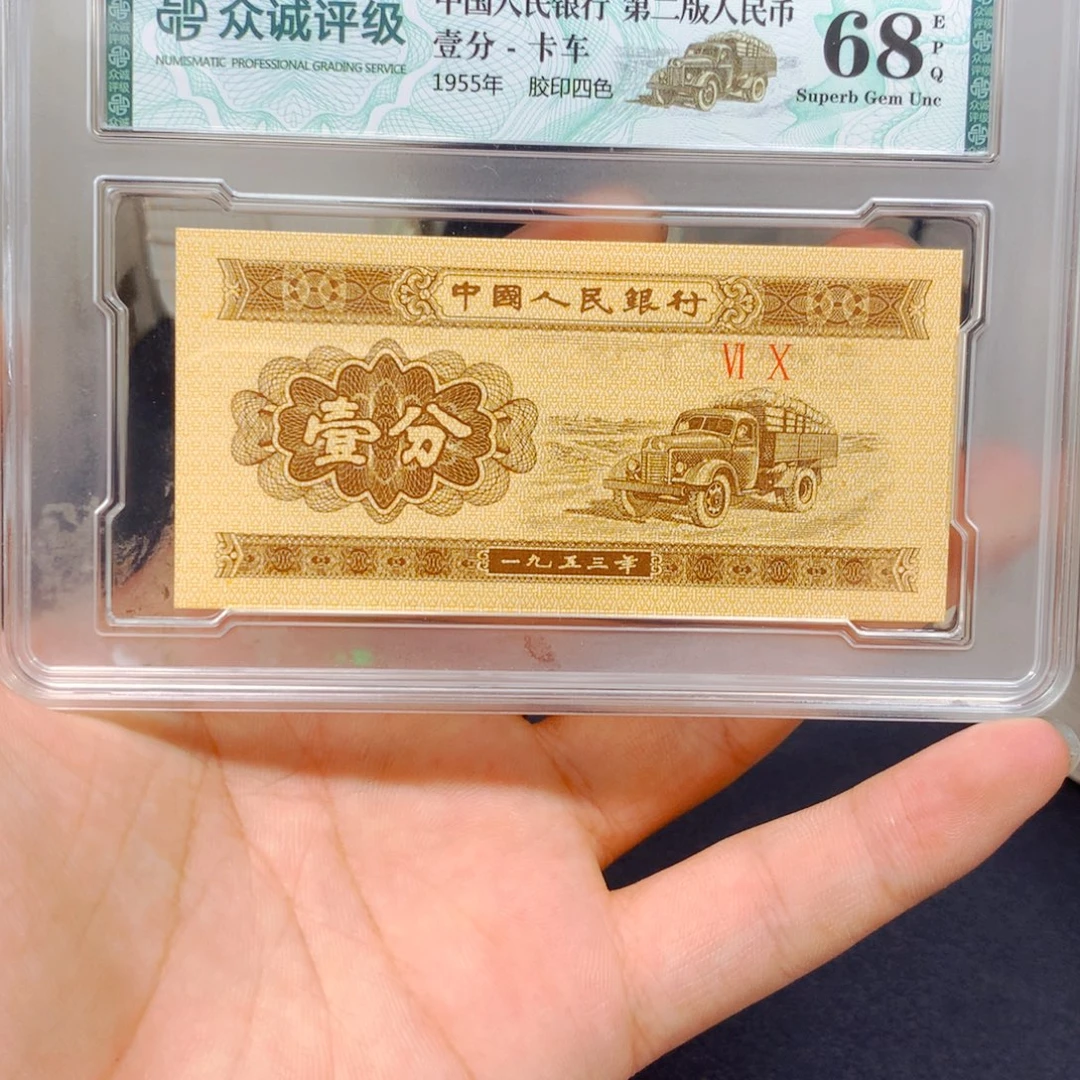 众诚评级
NUMISMATIC PROFESSIONAL GRADING SERVICE
中国人民银行 第二版人民币
壹分 - 卡车
1955年 胶印四色
68
EPQ
Superb Gem Unc
中國人民銀行
VI X
壹分
一九五三年